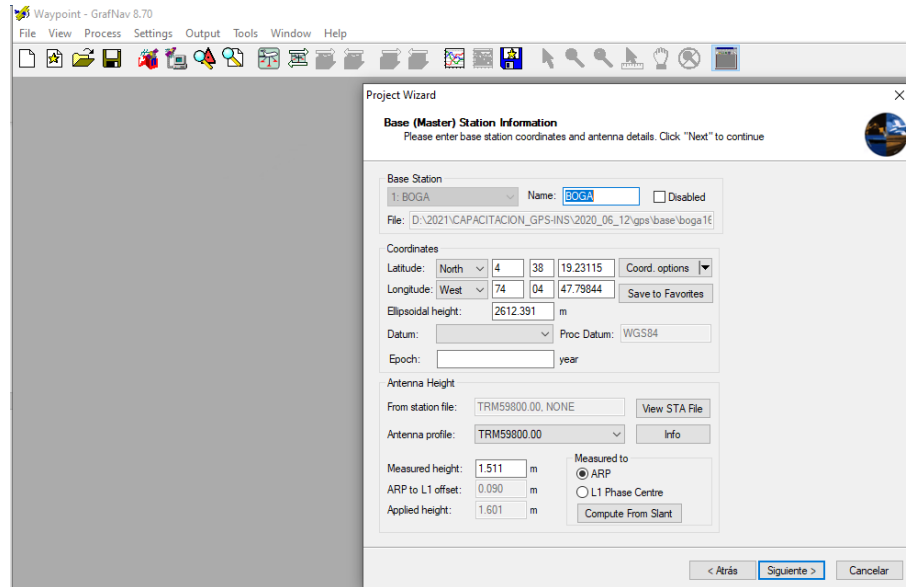 Waypoint - GrafNav 8.70
File View Process Settings Output Tools Window Help
Project Wizard
Base (Master) Station Information
Please enter base station coordinates and antenna details. Click "Next" to continue
Base Station
1: BOGA Name: BOGA Disabled
File: D:\2021\CAPACITACION_GPS-INS\2020_06_12\gps\base\boga16
Coordinates
Latitude: North 4 38 19.23115 Coord. options
Longitude: West 74 04 47.79844 Save to Favorites
Ellipsoidal height: 2612.391 m
Datum: Proc Datum: WGS84
Epoch: year
Antenna Height
From station file: TRM59800.00, NONE View STA File
Antenna profile: TRM59800.00 Info
Measured to
Measured height: 1.511 m ARP
ARP to L1 offset: 0.090 m L1 Phase Centre
Applied height: 1.601 m Compute From Slant
< Atrás Siguiente > Cancelar